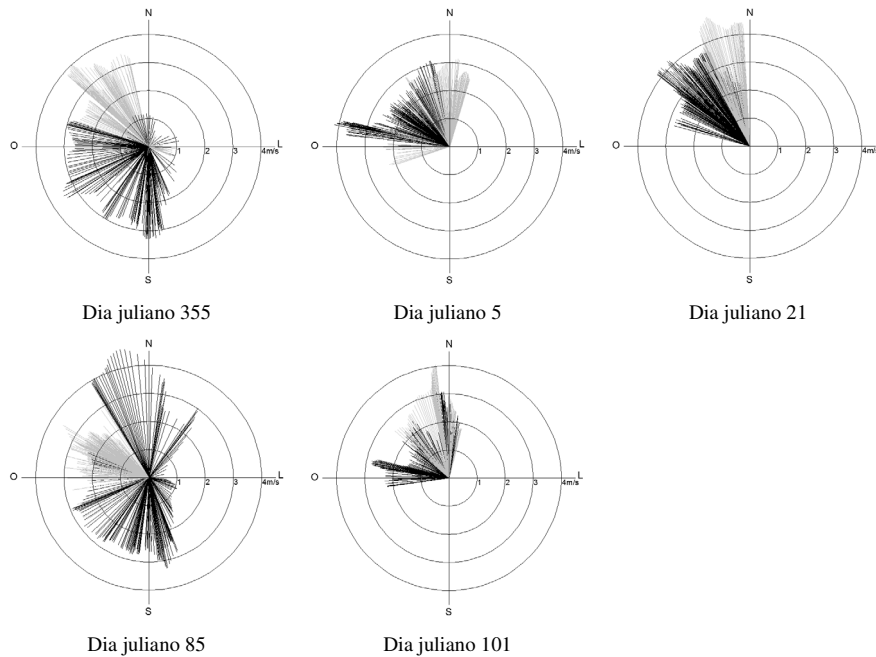 N N N
O 1 2 3 4m/s L O 1 2 3 4m/s L O 1 2 3 4m/s
S S S
Dia juliano 355 Dia juliano 5 Dia juliano 21
N N
O 1 2 3 4m/s L O 1 2 3 4m/s L
S S
Dia juliano 85 Dia juliano 101